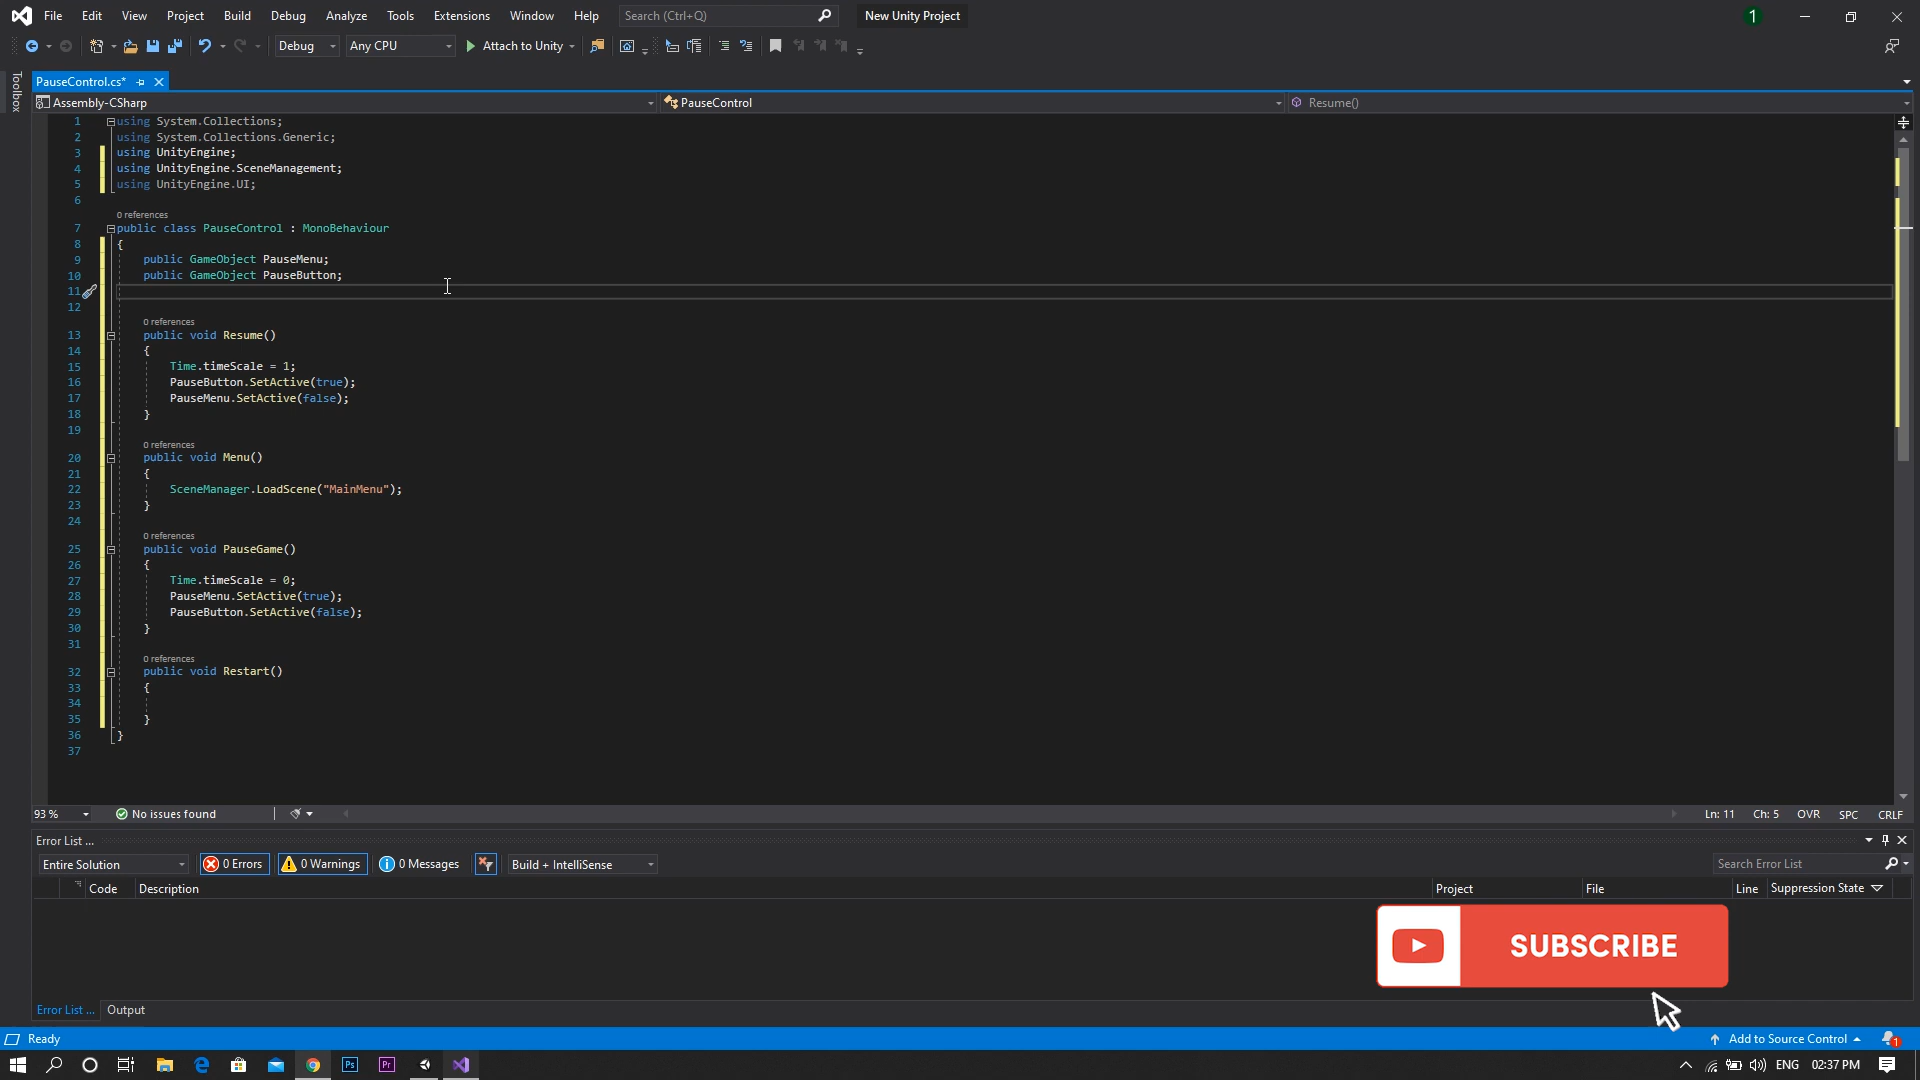 File Edit View Project Build Debug Analyze Tools Extensions Window Help Search (Ctrl+Q) New Unity Project 1
Debug Any CPU Attach to Unity
Toolbox
PauseControl.cs*
Assembly-CSharp PauseControl Resume()
1 using System.Collections;
2 using System.Collections.Generic;
3 using UnityEngine;
4 using UnityEngine.SceneManagement;
5 using UnityEngine.UI;
6
0 references
7 public class PauseControl : MonoBehaviour
8 {
9 public GameObject PauseMenu;
10 public GameObject PauseButton;
11
12
0 references
13 public void Resume()
14 {
15 Time.timeScale = 1;
16 PauseButton.SetActive(true);
17 PauseMenu.SetActive(false);
18 }
19
0 references
20 public void Menu()
21 {
22 SceneManager.LoadScene("MainMenu");
23 }
24
0 references
25 public void PauseGame()
26 {
27 Time.timeScale = 0;
28 PauseMenu.SetActive(true);
29 PauseButton.SetActive(false);
30 }
31
0 references
32 public void Restart()
33 {
34
35 }
36 }
37
93 % No issues found Ln: 11 Ch: 5 OVR SPC CRLF
Error List ...
Entire Solution 0 Errors 0 Warnings 0 Messages Build + IntelliSense Search Error List
Code Description Project File Line Suppression State
SUBSCRIBE
Error List ... Output
Ready Add to Source Control 1
Ps Pr ENG 02:37 PM